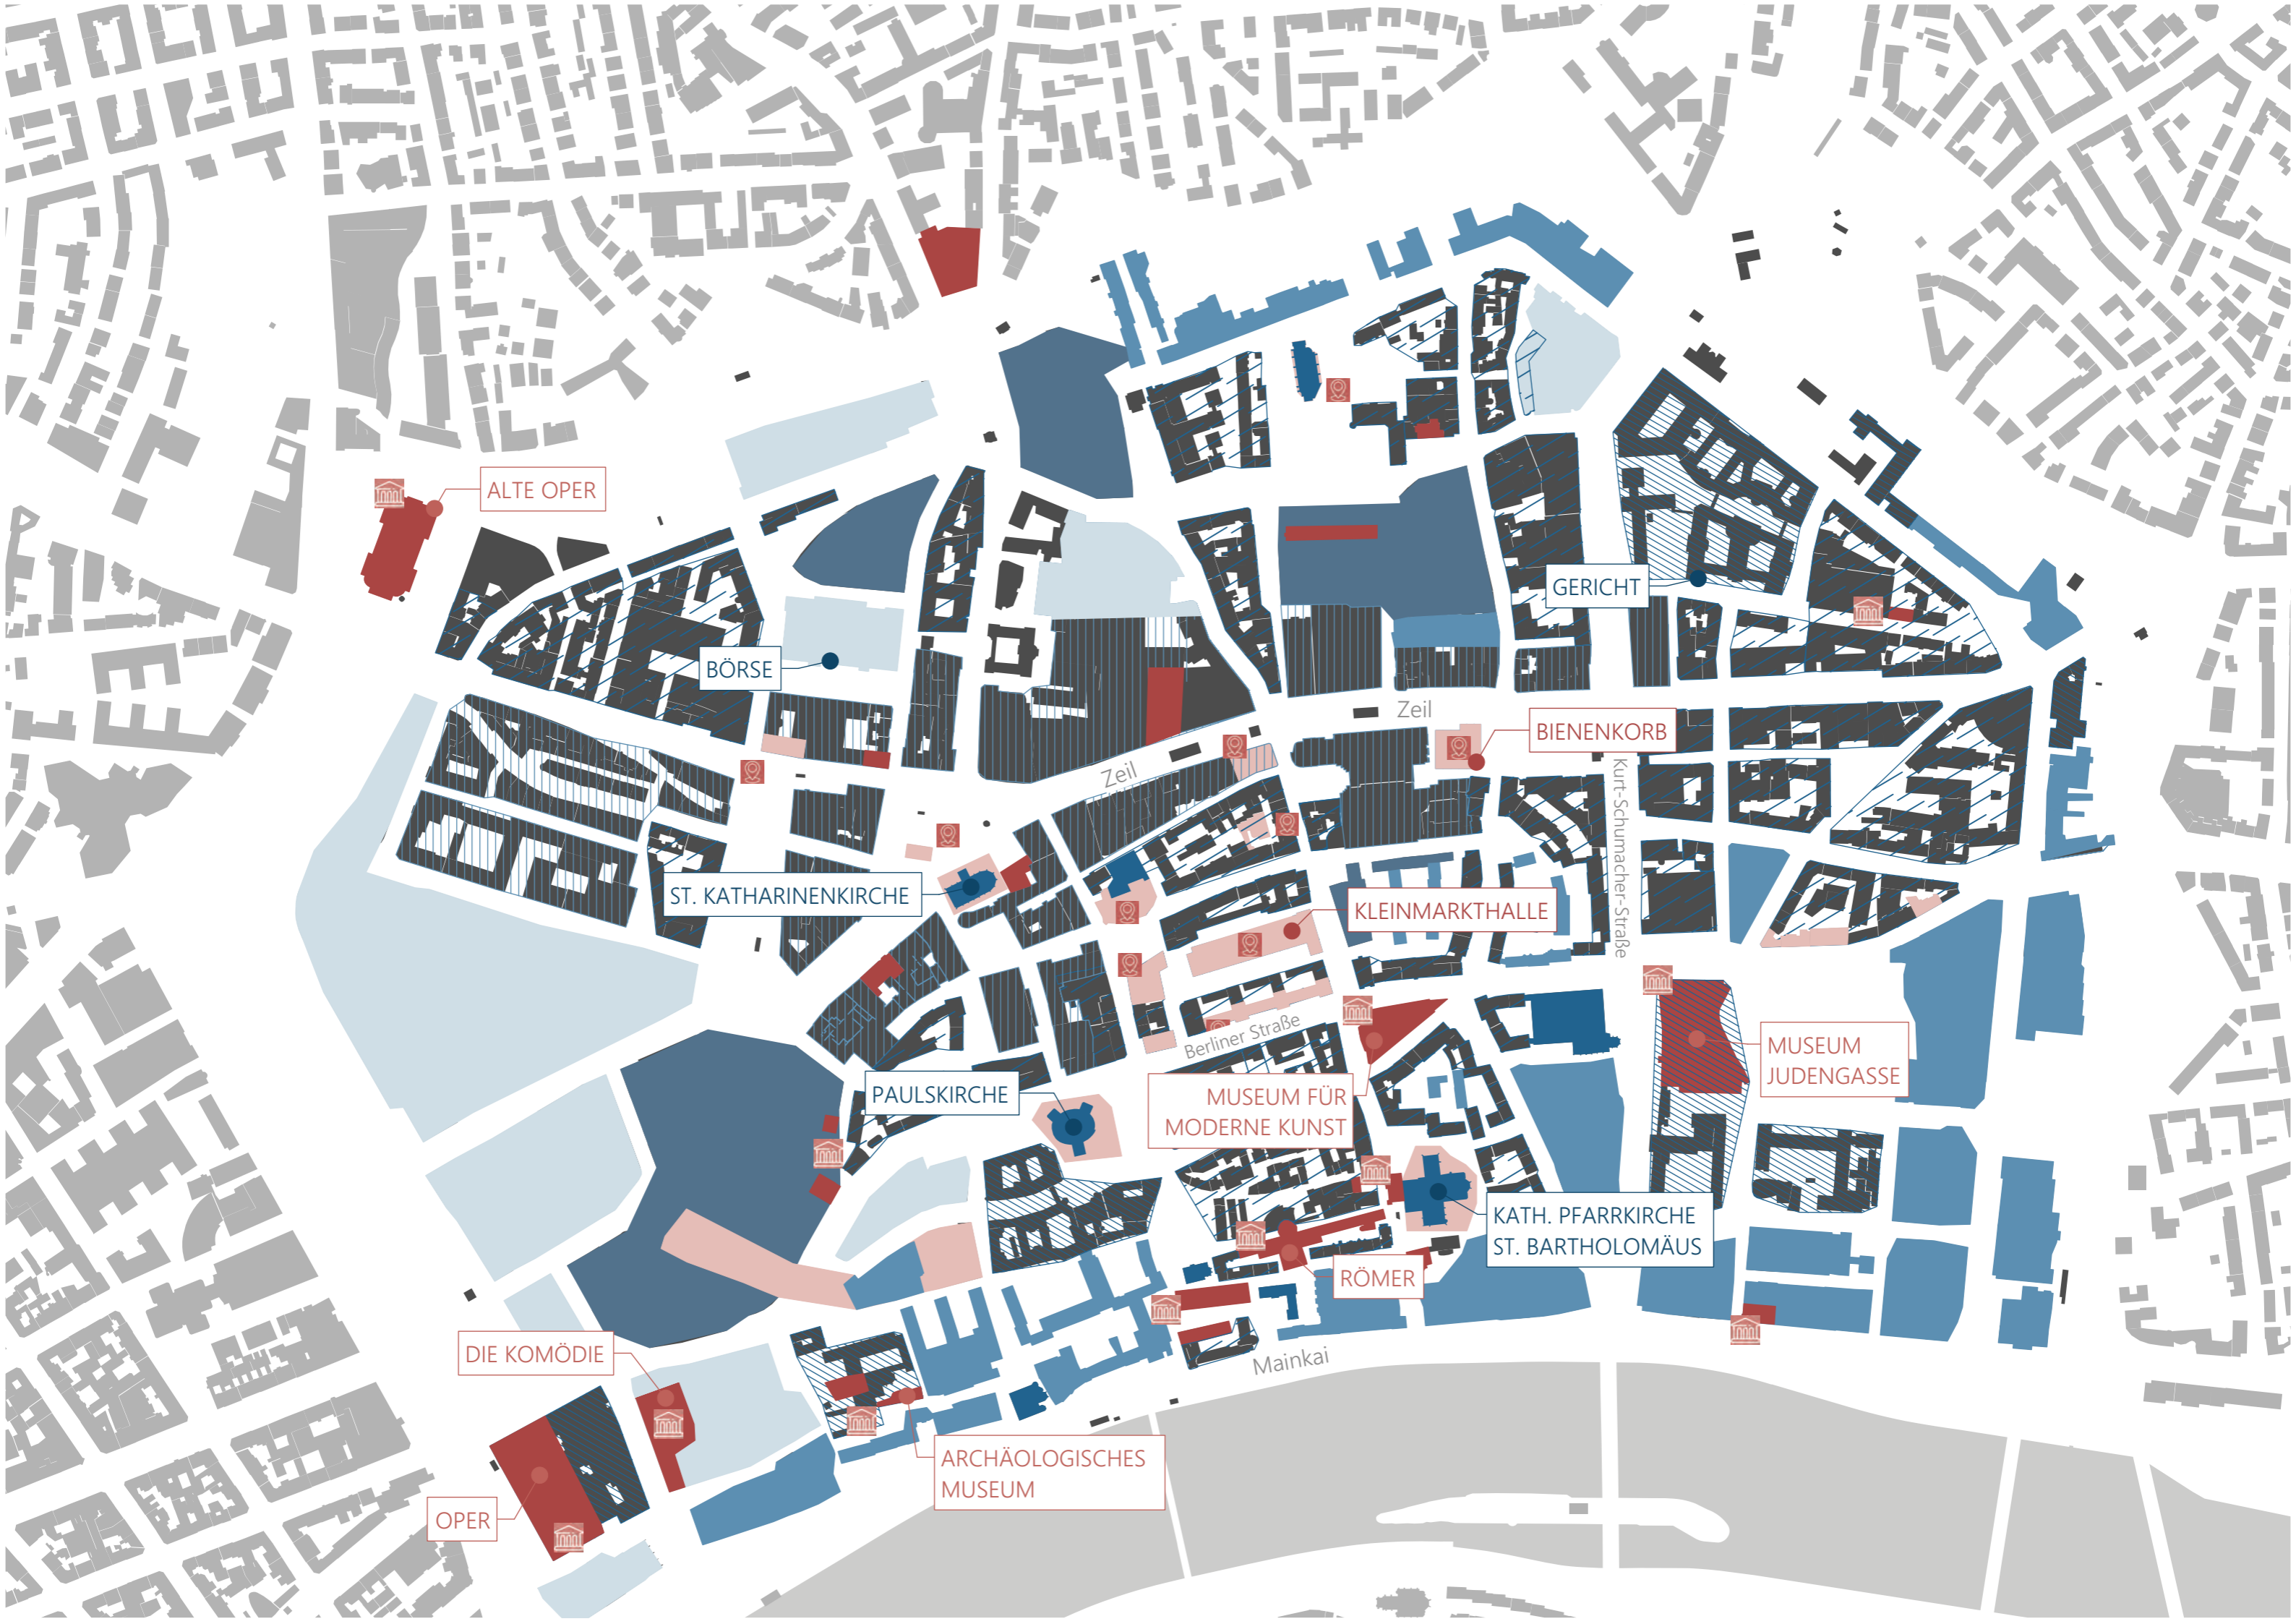 ALTE OPER
GERICHT
BÖRSE
Zeil
BIENENKORB
Zeil
Kurt-Schumacher-Straße
ST. KATHARINENKIRCHE
KLEINMARKTHALLE
Berliner Straße
MUSEUM
JUDENGASSE
PAULSKIRCHE
MUSEUM FÜR
MODERNE KUNST
KATH. PFARRKIRCHE
ST. BARTHOLOMÄUS
RÖMER
DIE KOMÖDIE
Mainkai
ARCHÄOLOGISCHES
MUSEUM
OPER